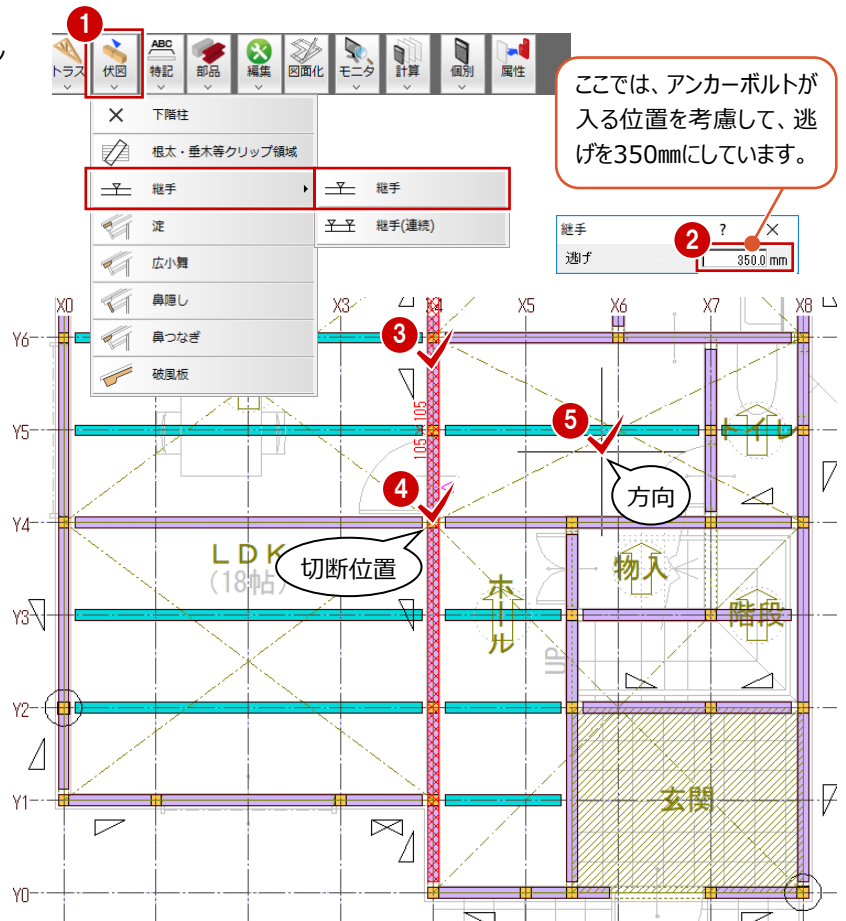 1
トラス 伏図 ABC 特記 部品 編集 図面化 モニタ 計算 個別 属性
下階柱
根太・垂木等クリップ領域
継手
継手
継手(連続)
淀
広小舞
鼻隠し
鼻つなぎ
破風板
ここでは、アンカーボルトが
入る位置を考慮して、逃
げを350㎜にしています。
継手 ? ×
2
逃げ 350.0 mm
X0 X3 X4 X5 X6 X7 X8
Y6
3
105×105
Y5
5
トイレ
4
方向
Y4
LDK
(18帖)
切断位置
物入
ホール
階段
Y3
UP
Y2
Y1
玄関
Y0